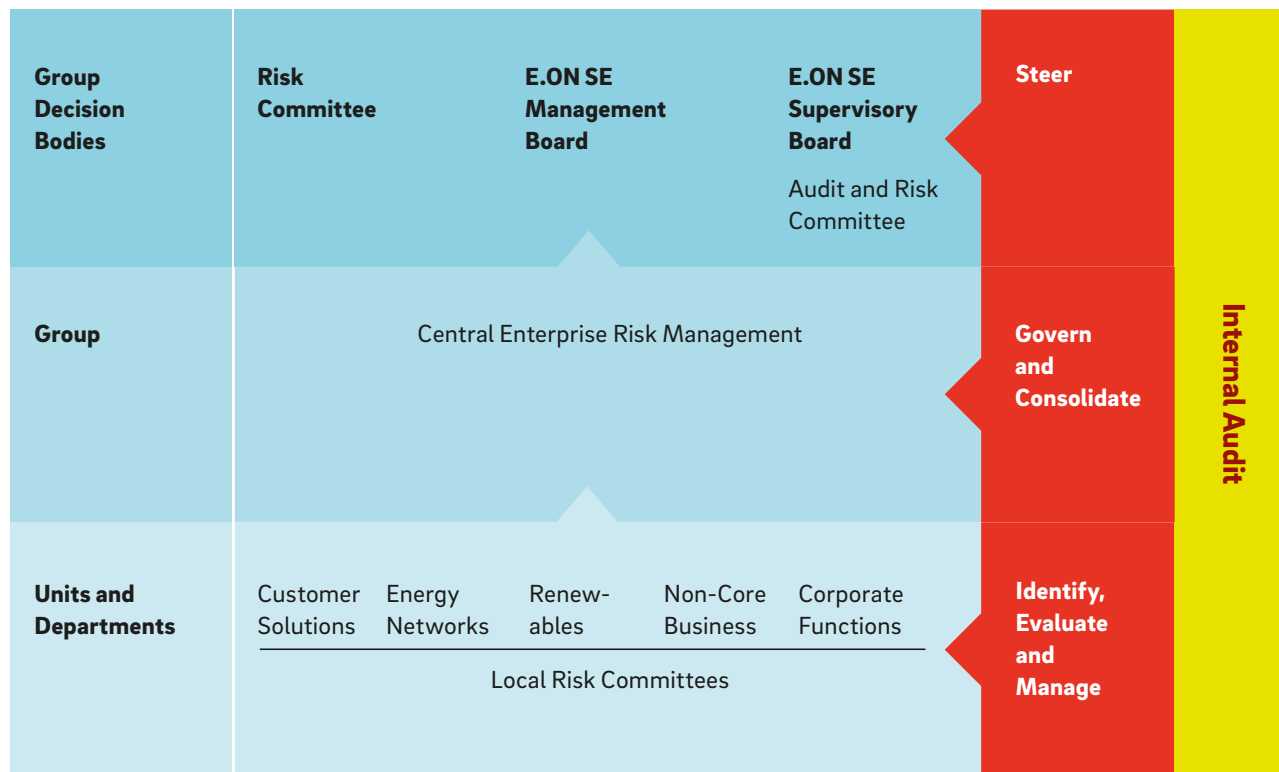 Group
Decision
Bodies
Risk
Committee
E.ON SE
Management
Board
E.ON SE
Supervisory
Board
Audit and Risk
Committee
Steer
Group
Central Enterprise Risk Management
Govern
and
Consolidate
Units and
Departments
Customer
Solutions
Energy
Networks
Renew-
ables
Non-Core
Business
Corporate
Functions
Local Risk Committees
Identify,
Evaluate
and
Manage
Internal Audit